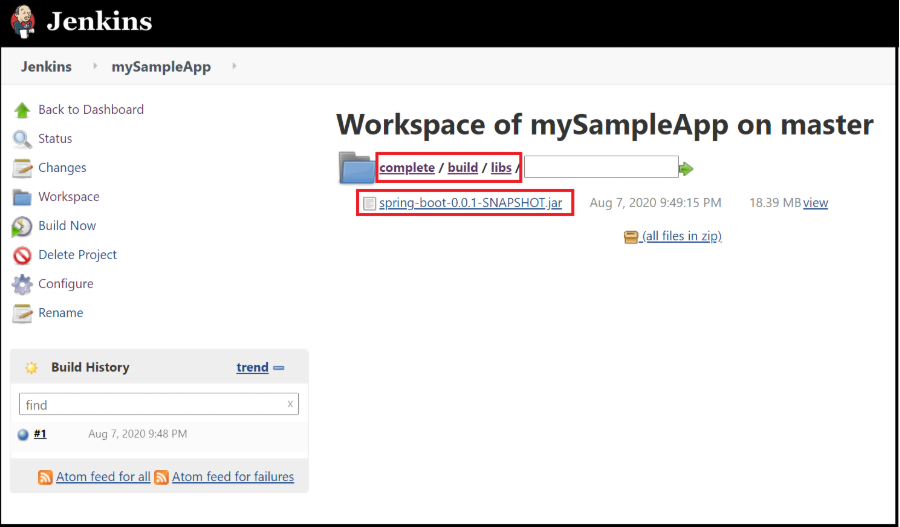 Jenkins
Jenkins mySampleApp
Back to Dashboard
Status
Changes
Workspace
Build Now
Delete Project
Configure
Rename
Build History trend
find x
#1 Aug 7, 2020 9:48 PM
Atom feed for all Atom feed for failures
Workspace of mySampleApp on master
complete / build / libs /
spring-boot-0.0.1-SNAPSHOT.jar Aug 7, 2020 9:49:15 PM 18.39 MB view
(all files in zip)